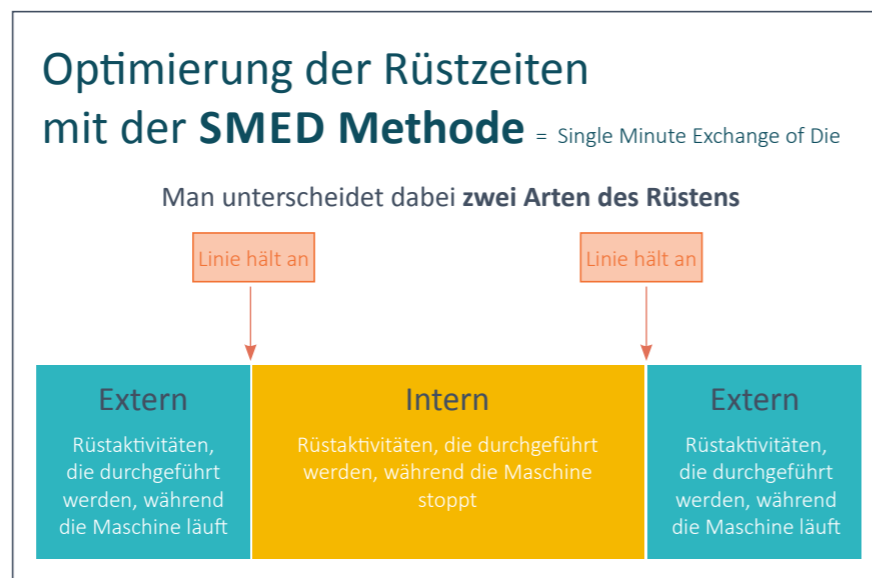 Optimierung der Rüstzeiten
mit der SMED Methode = Single Minute Exchange of Die
Man unterscheidet dabei zwei Arten des Rüstens
Linie hält an
Linie hält an
Extern
Rüstaktivitäten,
die durchgeführt
werden, während
die Maschine läuft
Intern
Rüstaktivitäten, die durchgeführt
werden, während die Maschine
stoppt
Extern
Rüstaktivitäten,
die durchgeführt
werden, während
die Maschine läuft